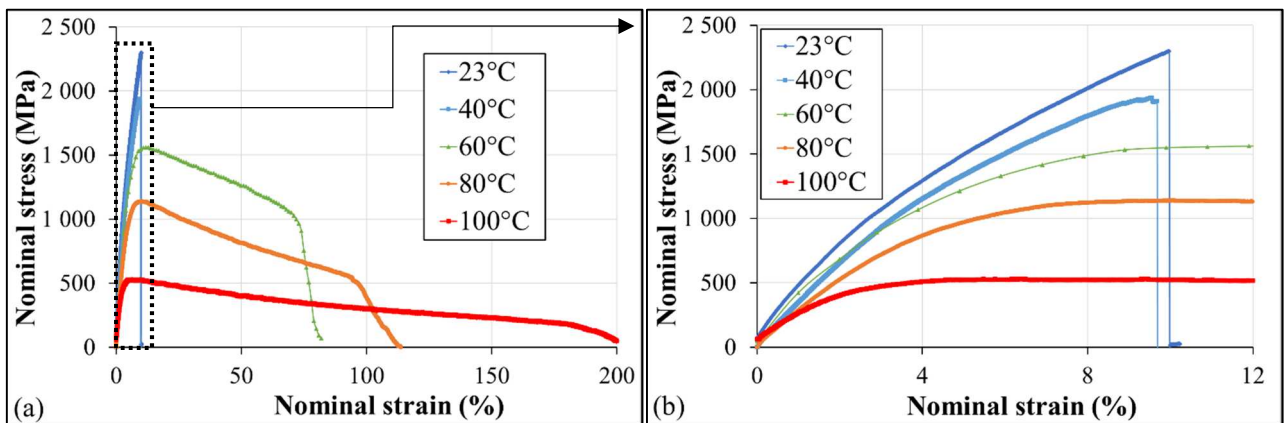 Nominal stress (MPa)
2 500
2 000
1 500
1 000
500
0
0
50
100
150
200
Nominal strain (%)
(a)
23°C
40°C
60°C
80°C
100°C
Nominal stress (MPa)
2 500
2 000
1 500
1 000
500
0
0
4
8
12
Nominal strain (%)
(b)
23°C
40°C
60°C
80°C
100°C